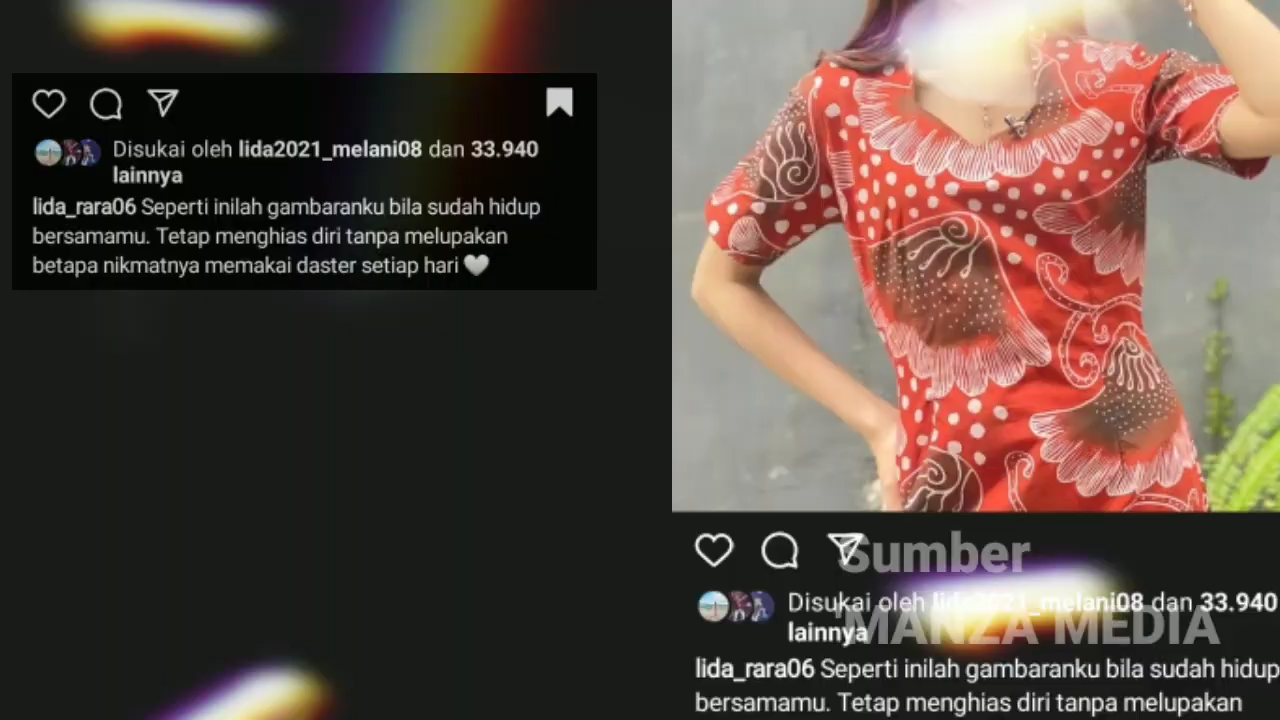 Disukai oleh lida2021_melani08 dan 33.940
lainnya
lida_rara06 Seperti inilah gambaranku bila sudah hidup
bersamamu. Tetap menghias diri tanpa melupakan
betapa nikmatnya memakai daster setiap hari 🤍
Sumber
Disukai oleh lida2021_melani08 dan 33.940
lainnya
'MANZA MEDIA
lida_rara06 Seperti inilah gambaranku bila sudah hidup
bersamamu. Tetap menghias diri tanpa melupakan